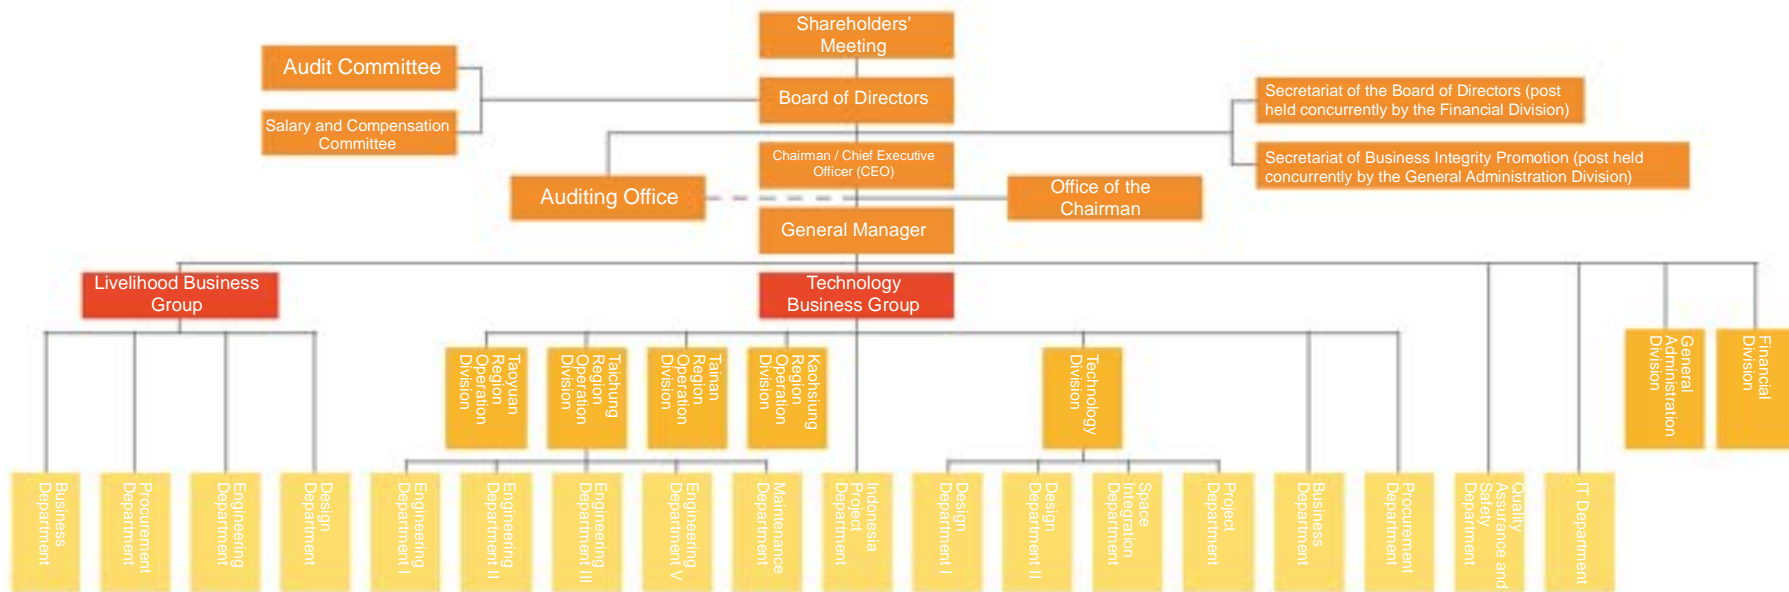 Shareholders'
Meeting
Audit Committee
Board of Directors
Secretariat of the Board of Directors (post
held concurrently by the Financial Division)
Salary and Compensation
Committee
Chairman / Chief Executive
Officer (CEO)
Secretariat of Business Integrity Promotion (post held
concurrently by the General Administration Division)
Auditing Office
Office of the
Chairman
General Manager
Livelihood Business
Group
Technology
Business Group
Taoyuan
Region
Operation
Division
Taichung
Region
Operation
Division
Tainan
Region
Operation
Division
Kaohsiung
Region
Operation
Division
Technology
Division
General
Administration
Division
Financial
Division
Business
Department
Procurement
Department
Engineering
Department
Design
Department
Engineering
Department I
Engineering
Department II
Engineering
Department III
Engineering
Department V
Maintenance
Department
Indonesia
Project
Department
Design
Department I
Design
Department II
Space
Integration
Department
Project
Department
Business
Department
Procurement
Department
Quality
Assurance and
Safety
Department
IT Department